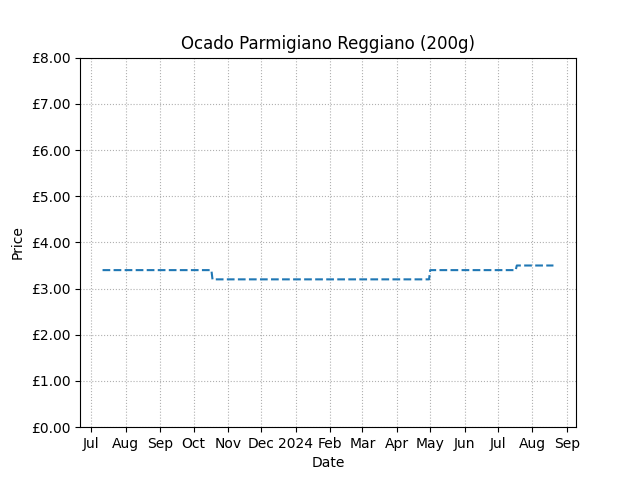 Ocado Parmigiano Reggiano (200g)
£8.00
£7.00
£6.00
£5.00
£4.00
£3.00
£2.00
£1.00
£0.00
Price
Jul Aug Sep Oct Nov Dec 2024 Feb Mar Apr May Jun Jul Aug Sep
Date